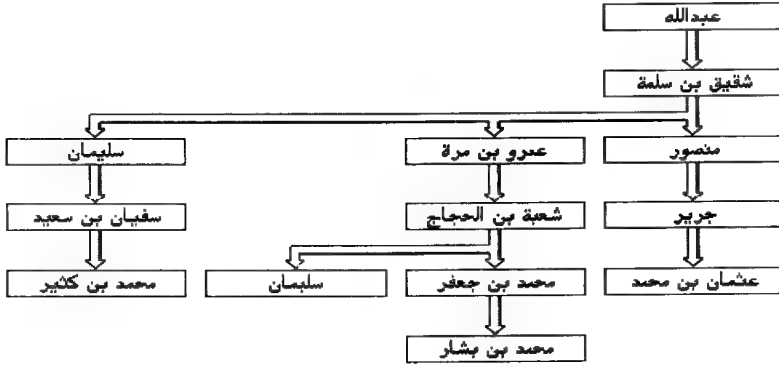 عبدالله
شقيق بن سلمة
منصور
عمرو بن مرة
سليمان
جرير
شعبة بن الحجاج
سفيان بن سعيد
عثمان بن محمد
محمد بن جعفر
سليمان
محمد بن كثير
محمد بن بشار